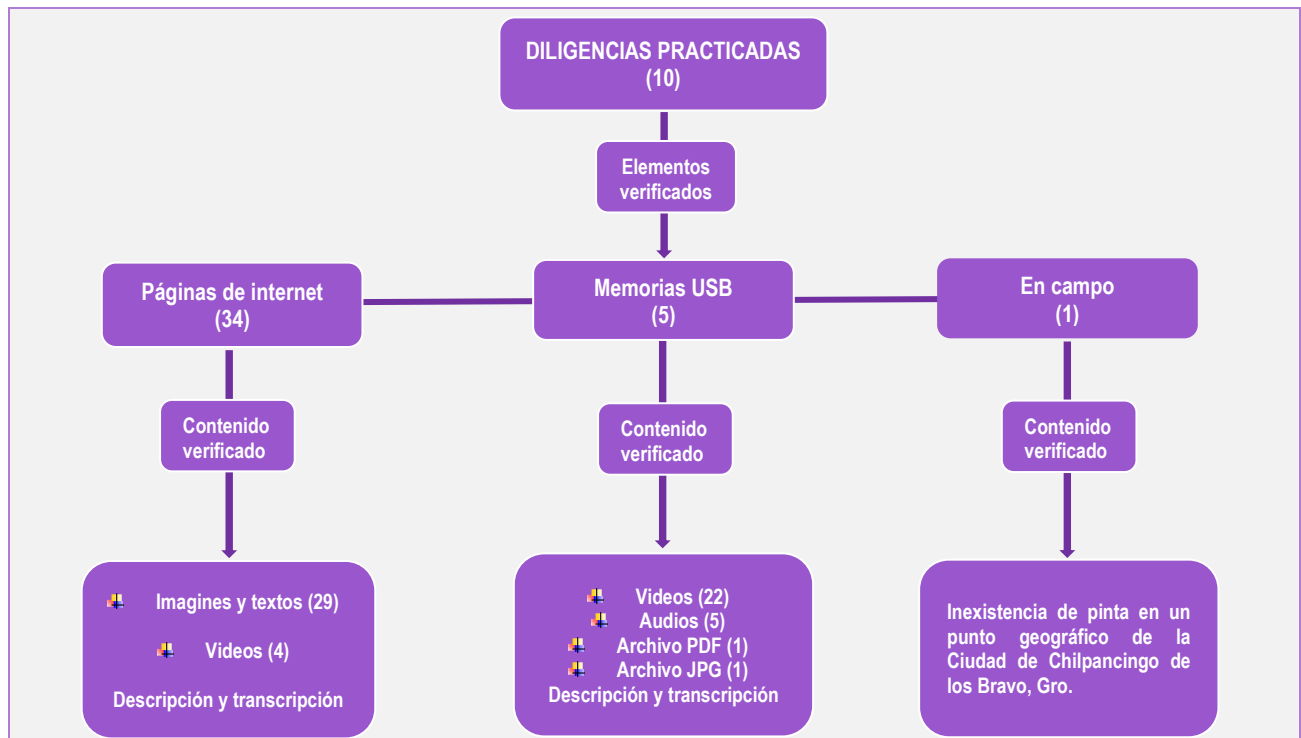 DILIGENCIAS PRACTICADAS
(10)
Elementos
verificados
Páginas de internet
(34)
Memorias USB
(5)
En campo
(1)
Contenido
verificado
Contenido
verificado
Contenido
verificado
Imagines y textos (29)
Videos (4)
Descripción y transcripción
Videos (22)
Audios (5)
Archivo PDF (1)
Archivo JPG (1)
Descripción y transcripción
Inexistencia de pinta en un
punto geográfico de la
Ciudad de Chilpancingo de
los Bravo, Gro.